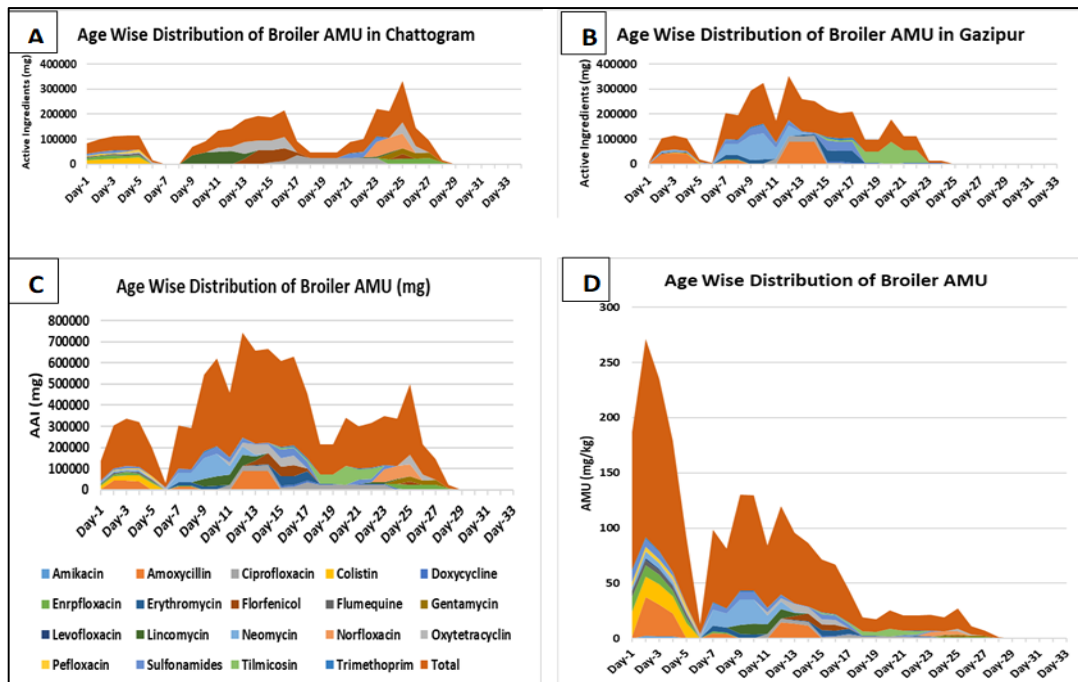 A
Age Wise Distribution of Broiler AMU in Chattogram
Active Ingredients (mg)
400000
300000
200000
100000
0
Day-1
Day-3
Day-5
Day-7
Day-9
Day-11
Day-13
Day-15
Day-17
Day-19
Day-21
Day-23
Day-25
Day-27
Day-29
Day-31
Day-33
B
Age Wise Distribution of Broiler AMU in Gazipur
Active Ingredients (mg)
400000
300000
200000
100000
0
Day-1
Day-3
Day-5
Day-7
Day-9
Day-11
Day-13
Day-15
Day-17
Day-19
Day-21
Day-23
Day-25
Day-27
Day-29
Day-31
Day-33
C
Age Wise Distribution of Broiler AMU (mg)
AAI (mg)
800000
700000
600000
500000
400000
300000
200000
100000
0
Day-1
Day-3
Day-5
Day-7
Day-9
Day-11
Day-13
Day-15
Day-17
Day-19
Day-21
Day-23
Day-25
Day-27
Day-29
Day-31
Day-33
Amikacin Amoxycillin Ciprofloxacin Colistin Doxycycline
Enrpfloxacin Erythromycin Florfenicol Flumequine Gentamycin
Levofloxacin Lincomycin Neomycin Norfloxacin Oxytetracyclin
Pefloxacin Sulfonamides Tilmicosin Trimethoprim Total
D
Age Wise Distribution of Broiler AMU
AMU (mg/kg)
300
250
200
150
100
50
0
Day-1
Day-3
Day-5
Day-7
Day-9
Day-11
Day-13
Day-15
Day-17
Day-19
Day-21
Day-23
Day-25
Day-27
Day-29
Day-31
Day-33